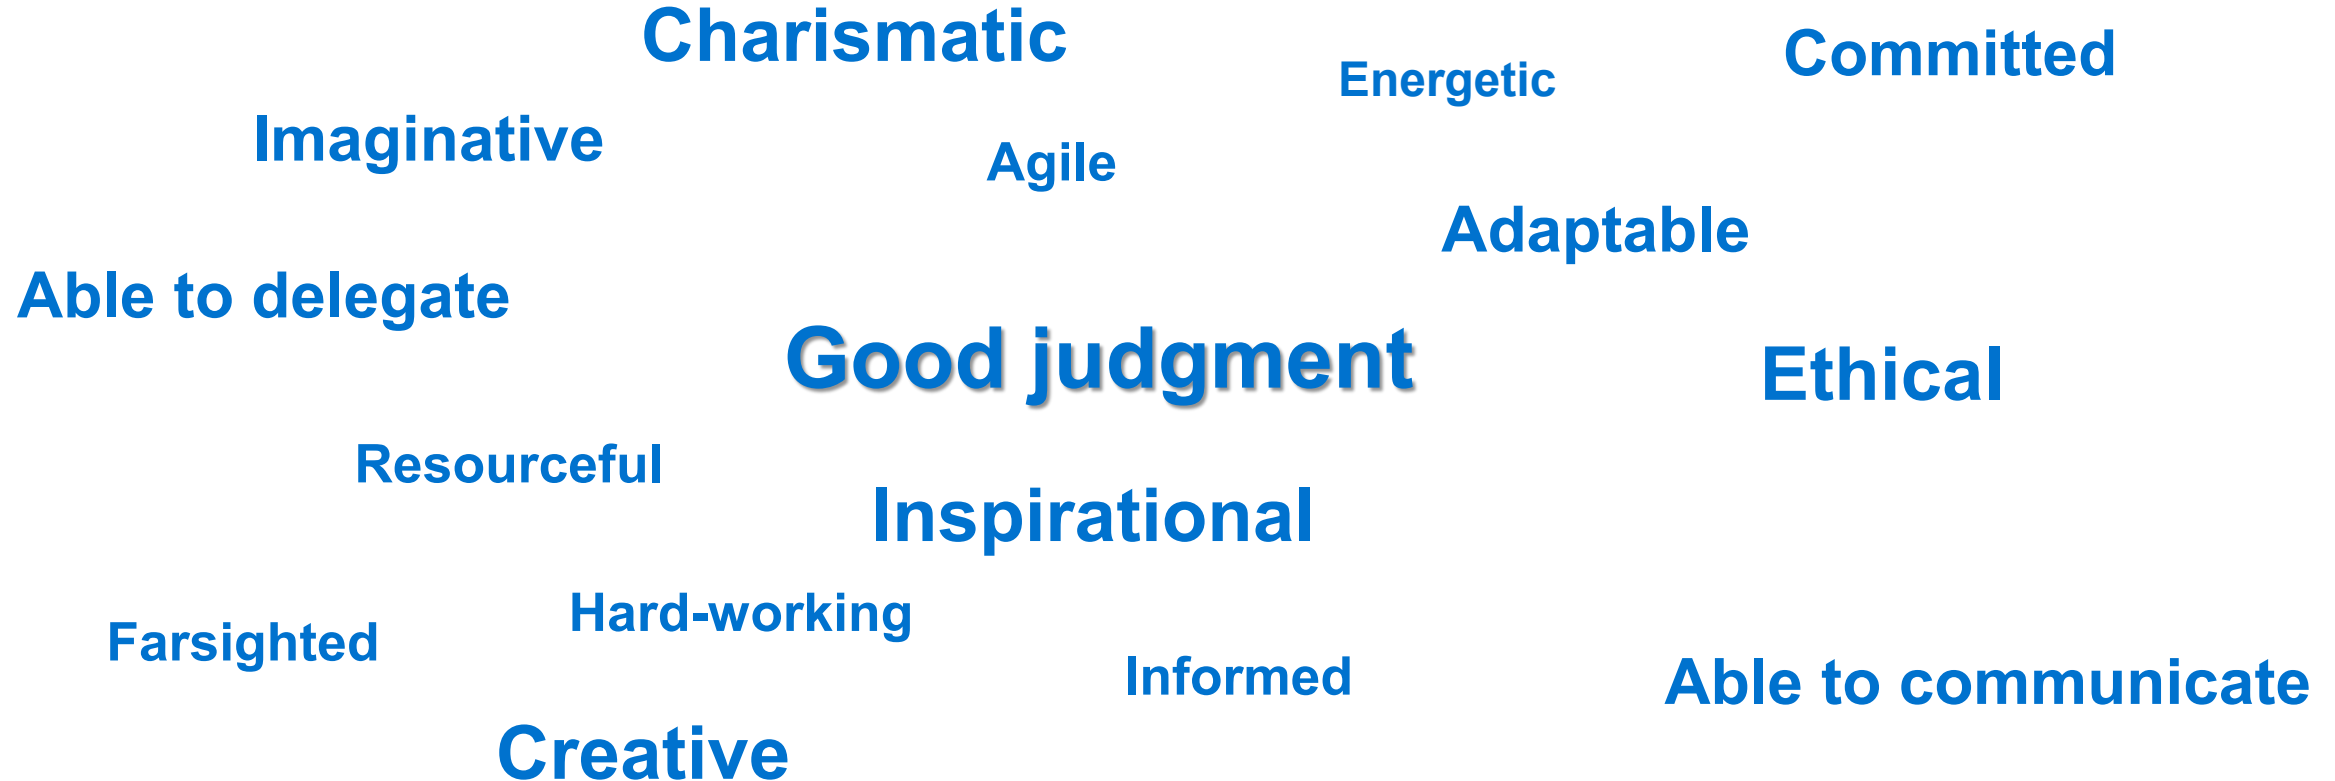 Charismatic
Committed
Energetic
Imaginative
Agile
Adaptable
Able to delegate
Good judgment
Ethical
Resourceful
Inspirational
Hard-working
Farsighted
Informed
Able to communicate
Creative